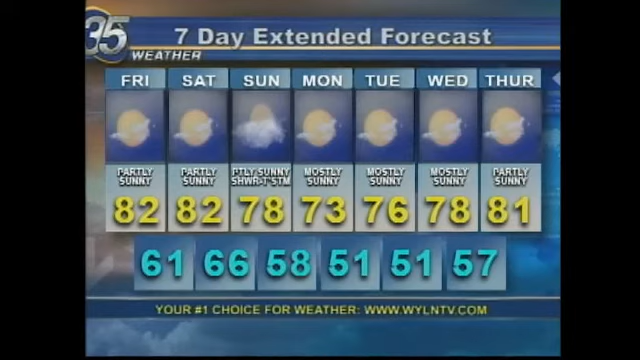 35
WEATHER
7 Day Extended Forecast
FRI SAT SUN MON TUE WED THUR
PARTLY SUNNY
PARTLY SUNNY
PTLY SUNNY SHWR-T'STM
MOSTLY SUNNY
MOSTLY SUNNY
MOSTLY SUNNY
PARTLY SUNNY
82 82 78 73 76 78 81
61 66 58 51 51 57
YOUR #1 CHOICE FOR WEATHER: WWW.WYLNTV.COM